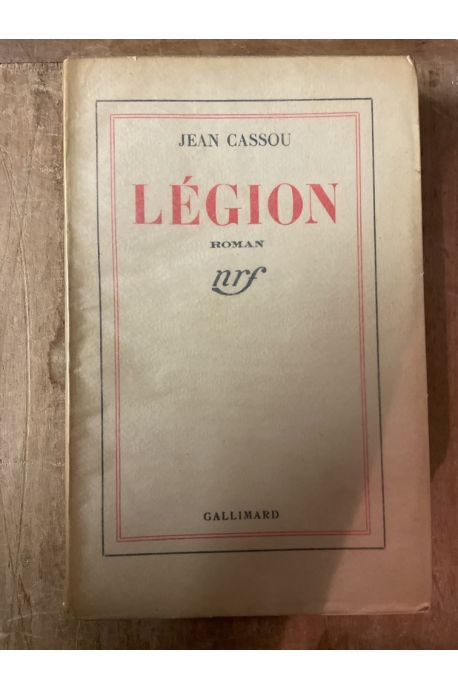 JEAN CASSOU
LÉGION
ROMAN
nrf
GALLIMARD